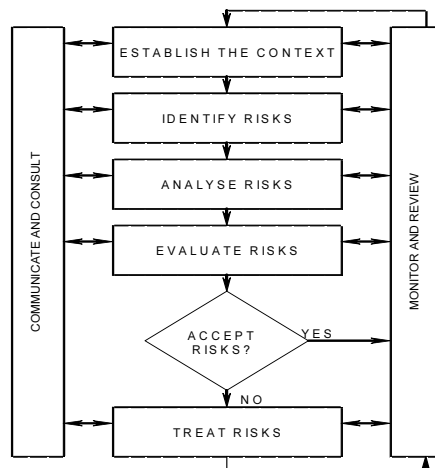 ESTABLISH THE CONTEXT
IDENTIFY RISKS
ANALYSE RISKS
EVALUATE RISKS
ACCEPT
RISKS?
YES
NO
TREAT RISKS
COMMUNICATE AND CONSULT
MONITOR AND REVIEW